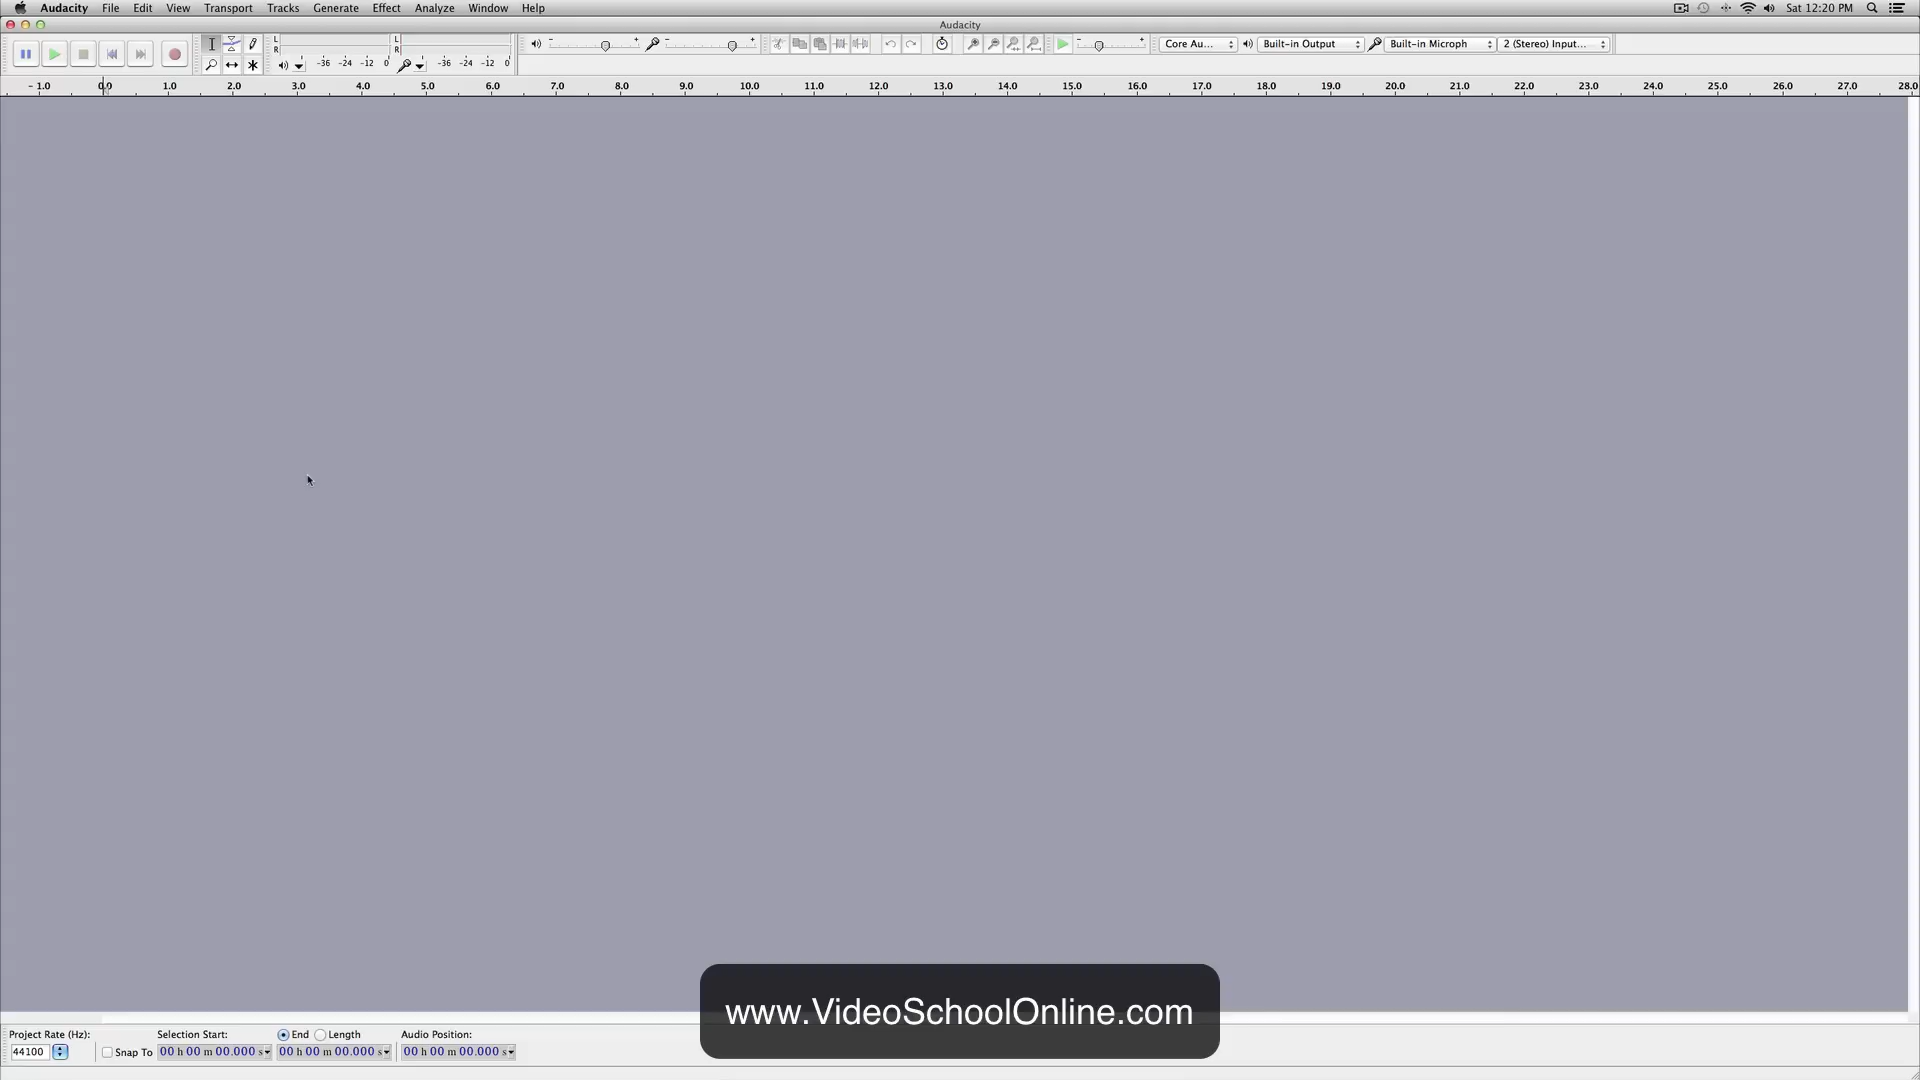 Audacity File Edit View Transport Tracks Generate Effect Analyze Window Help Sat 12:20 PM
Audacity
L R L R - + - + - + Core Au... Built-in Output Built-in Microph 2 (Stereo) Input...
-36 -24 -12 0 -36 -24 -12 0
- 1.0 0.0 1.0 2.0 3.0 4.0 5.0 6.0 7.0 8.0 9.0 10.0 11.0 12.0 13.0 14.0 15.0 16.0 17.0 18.0 19.0 20.0 21.0 22.0 23.0 24.0 25.0 26.0 27.0 28.0
www.VideoSchoolOnline.com
Project Rate (Hz): Selection Start: End Length Audio Position:
44100 Snap To 00 h 00 m 00.000 s 00 h 00 m 00.000 s 00 h 00 m 00.000 s